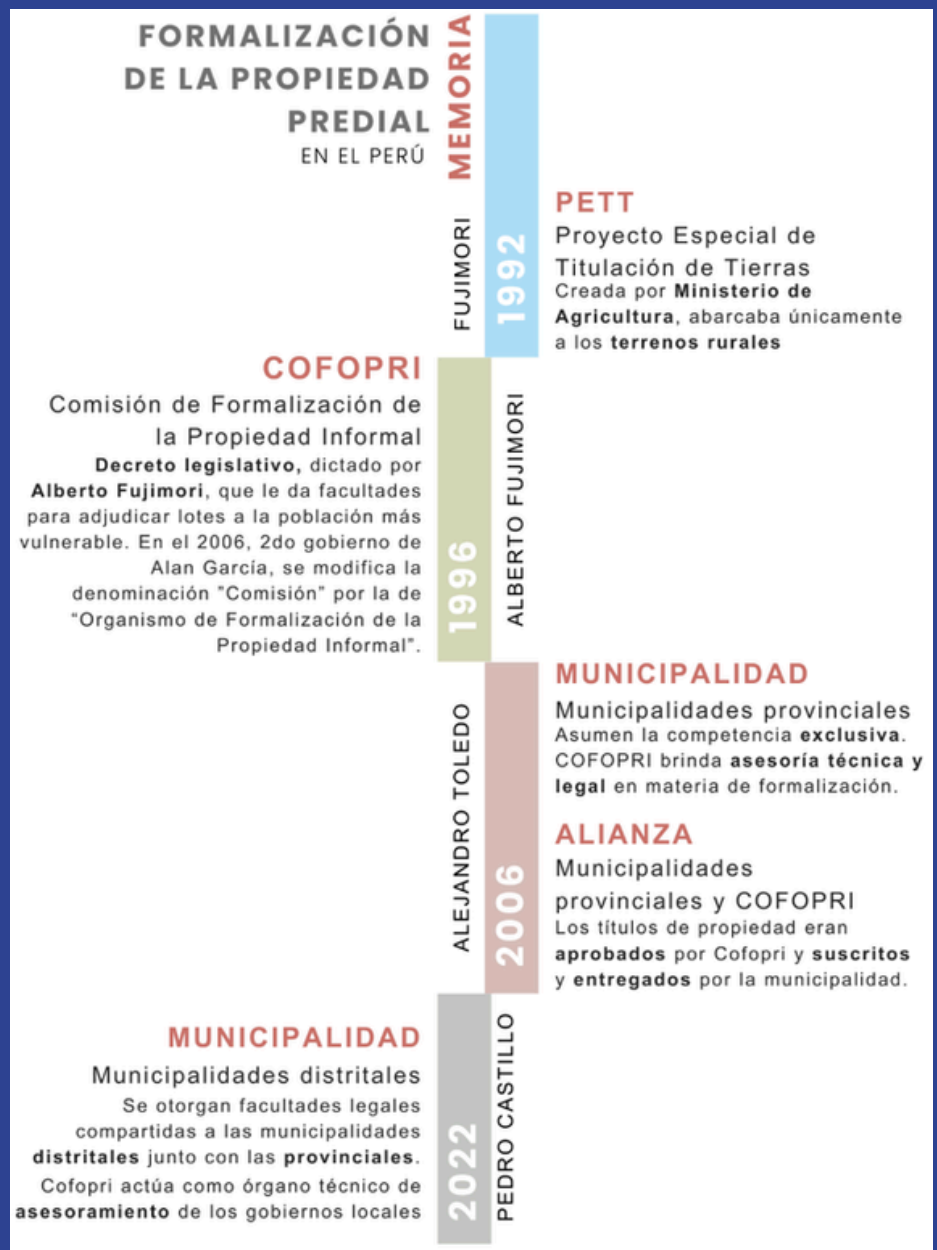 FORMALIZACIÓN
DE LA PROPIEDAD
PREDIAL
EN EL PERÚ
MEMORIA
FUJIMORI
1992
PETT
Proyecto Especial de
Titulación de Tierras
Creada por Ministerio de
Agricultura, abarcaba únicamente
a los terrenos rurales
COFOPRI
Comisión de Formalización de
la Propiedad Informal
Decreto legislativo, dictado por
Alberto Fujimori, que le da facultades
para adjudicar lotes a la población más
vulnerable. En el 2006, 2do gobierno de
Alan García, se modifica la
denominación "Comisión" por la de
“Organismo de Formalización de la
Propiedad Informal”.
1996
ALBERTO FUJIMORI
ALEJANDRO TOLEDO
2006
MUNICIPALIDAD
Municipalidades provinciales
Asumen la competencia exclusiva.
COFOPRI brinda asesoría técnica y
legal en materia de formalización.
ALIANZA
Municipalidades
provinciales y COFOPRI
Los títulos de propiedad eran
aprobados por Cofopri y suscritos
y entregados por la municipalidad.
MUNICIPALIDAD
Municipalidades distritales
Se otorgan facultades legales
compartidas a las municipalidades
distritales junto con las provinciales.
Cofopri actúa como órgano técnico de
asesoramiento de los gobiernos locales
2022
PEDRO CASTILLO